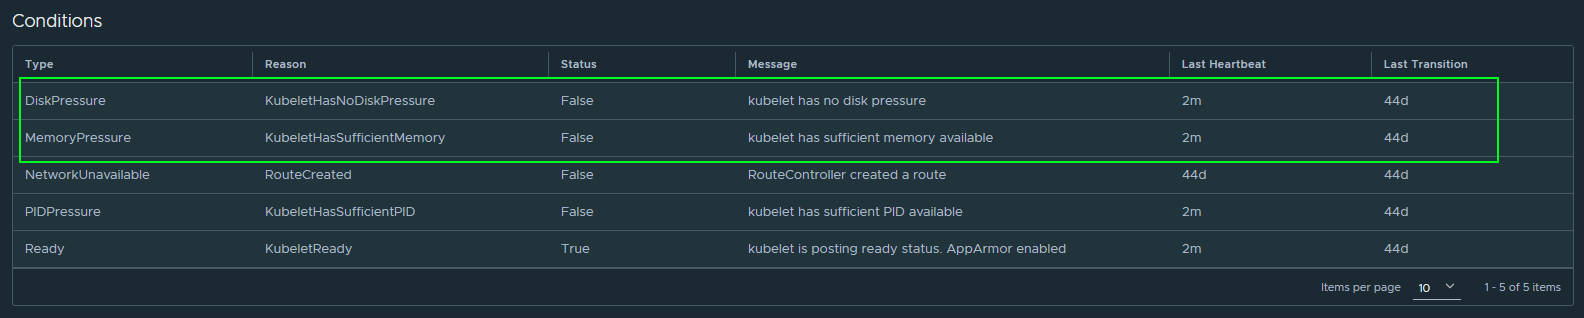 Conditions
Type Reason Status Message Last Heartbeat Last Transition
DiskPressure KubeletHasNoDiskPressure False kubelet has no disk pressure 2m 44d
MemoryPressure KubeletHasSufficientMemory False kubelet has sufficient memory available 2m 44d
NetworkUnavailable RouteCreated False RouteController created a route 44d 44d
PIDPressure KubeletHasSufficientPID False kubelet has sufficient PID available 2m 44d
Ready KubeletReady True kubelet is posting ready status. AppArmor enabled 2m 44d
Items per page 10 1 - 5 of 5 items